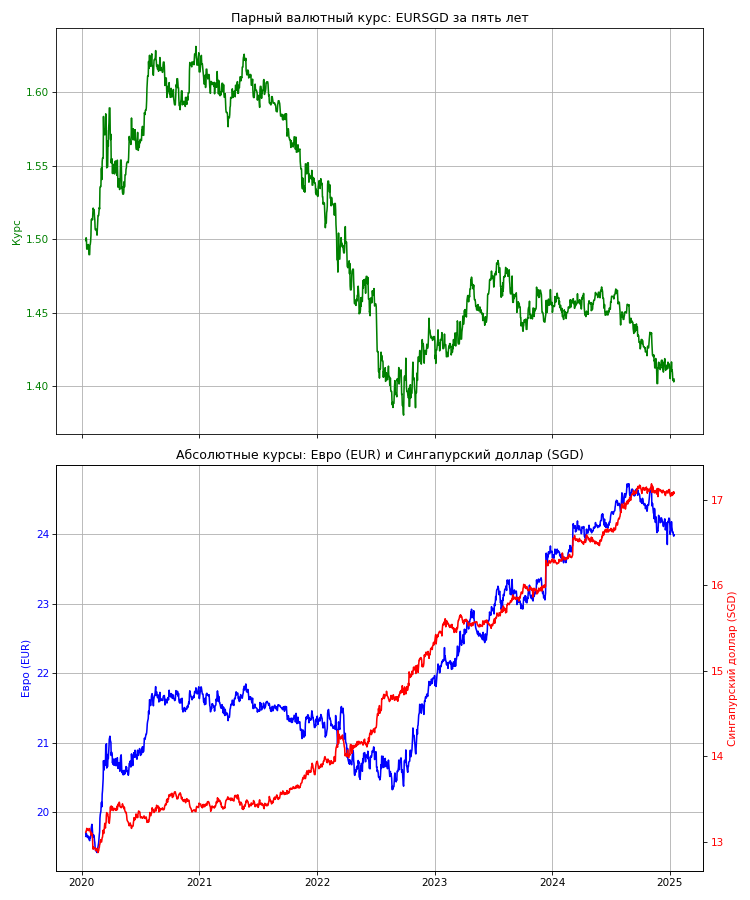 Парный валютный курс: EURSGD за пять лет
1.60
1.55
1.50
1.45
1.40
Курс
Абсолютные курсы: Евро (EUR) и Сингапурский доллар (SGD)
24
23
22
21
20
Евро (EUR)
17
16
15
14
13
Сингапурский доллар (SGD)
2020 2021 2022 2023 2024 2025